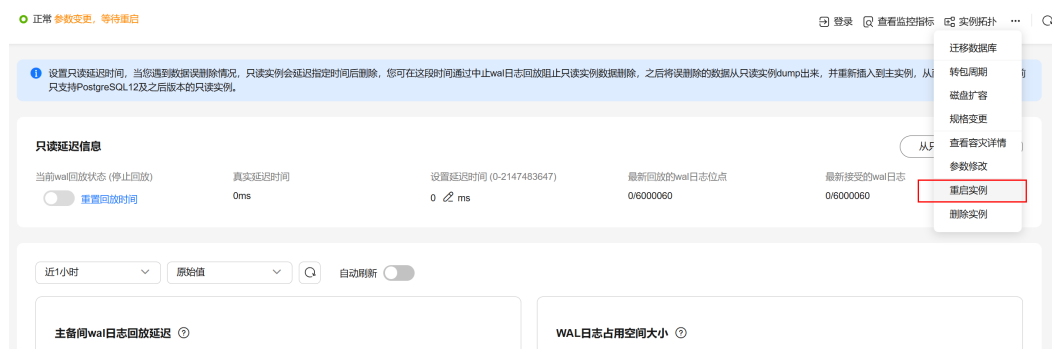 正常 参数变更，等待重启
登录 查看监控指标 实例拓扑 ...
迁移数据库
转包周期
磁盘扩容
规格变更
查看容灾详情
参数修改
重启实例
删除实例
设置只读延迟时间，当您遇到数据误删除情况，只读实例会延迟指定时间后删除，您可在这段时间通过中止wal日志回放阻止只读实例数据删除，之后将误删除的数据从只读实例dump出来，并重新插入到主实例，从
只支持PostgreSQL12及之后版本的只读实例。
只读延迟信息
当前wal回放状态 (停止回放) 真实延迟时间 设置延迟时间 (0-2147483647) 最新回放的wal日志位点 最新接受的wal日志
重置回放时间 0ms 0 ms 0/6000060 0/6000060
近1小时 原始值 自动刷新
主备间wal日志回放延迟 WAL日志占用空间大小